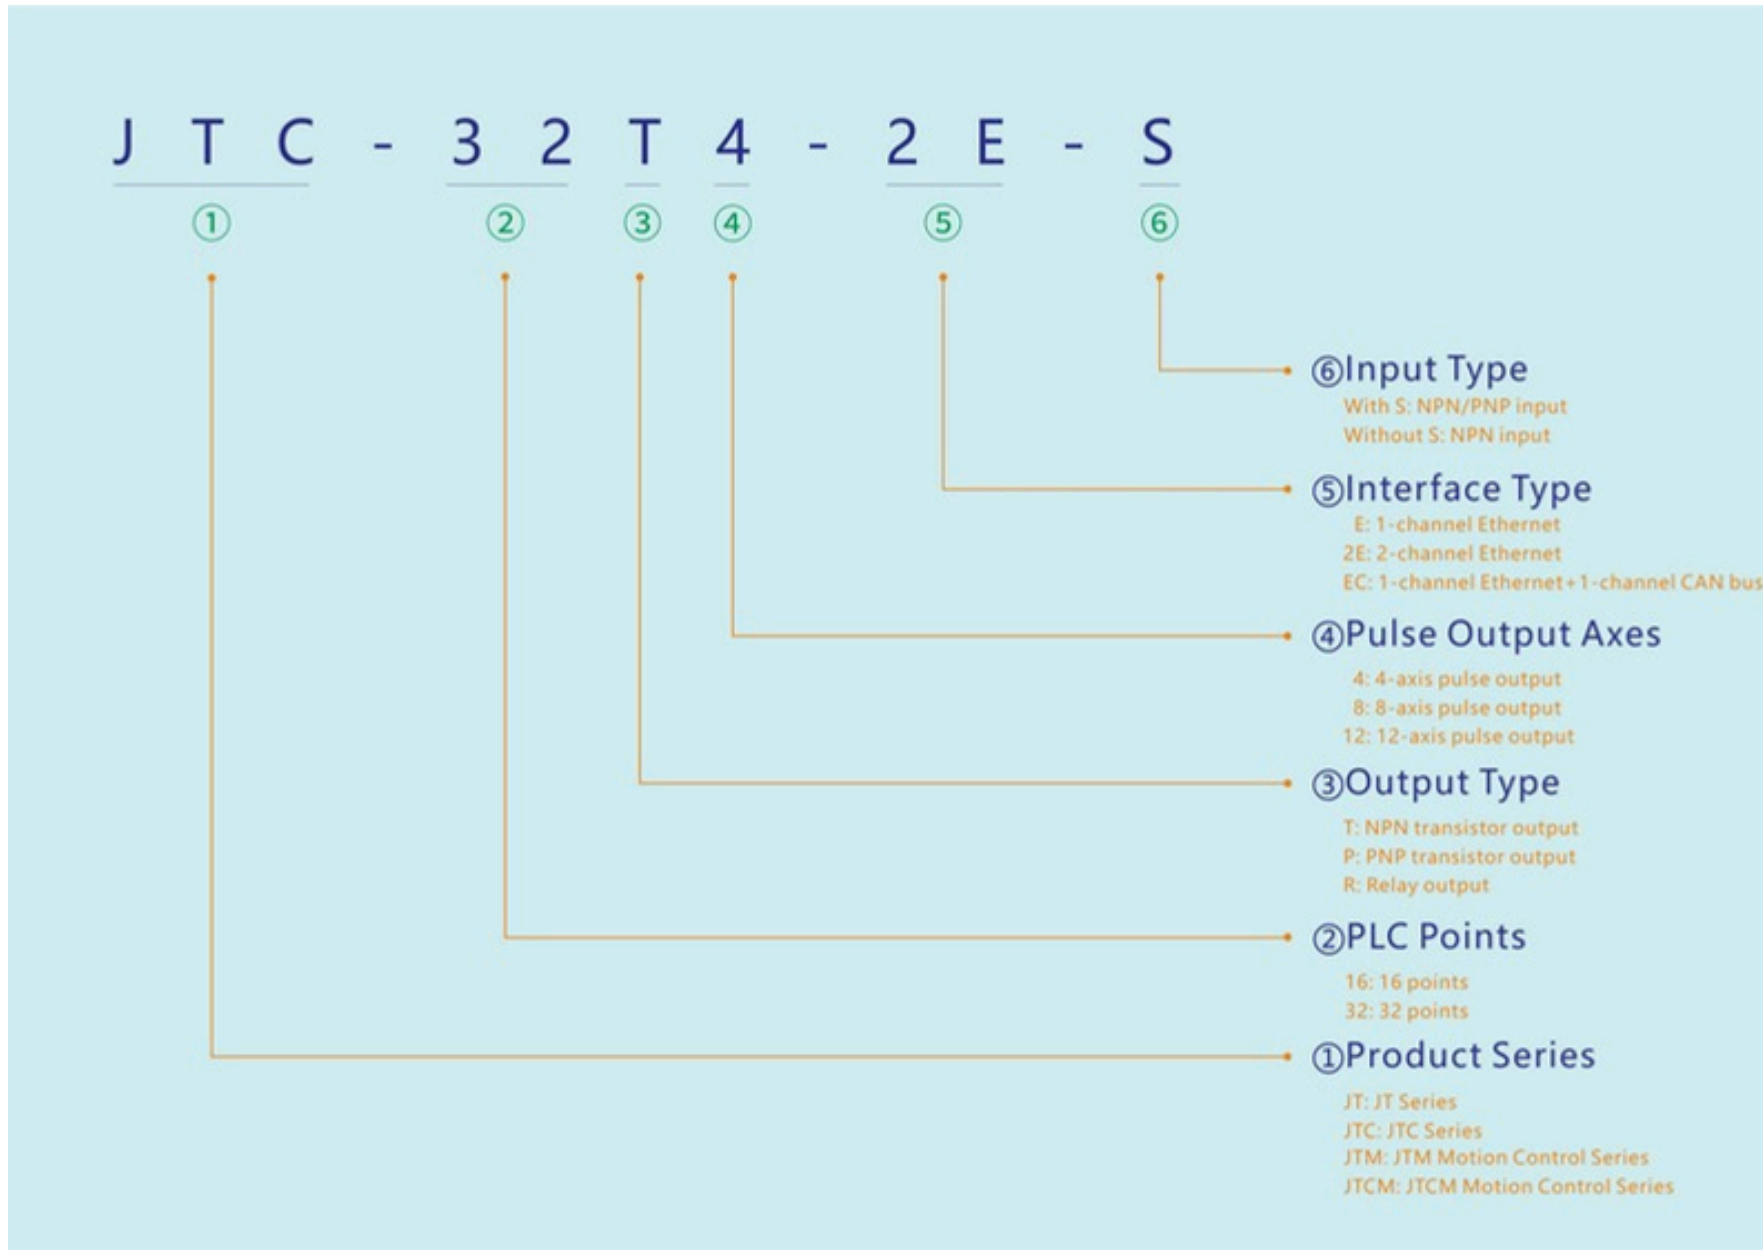 JTC-32T4-2E-S
① ② ③ ④ ⑤ ⑥
⑥Input Type
With S: NPN/PNP input
Without S: NPN input
⑤Interface Type
E: 1-channel Ethernet
2E: 2-channel Ethernet
EC: 1-channel Ethernet+1-channel CAN bus
④Pulse Output Axes
4: 4-axis pulse output
8: 8-axis pulse output
12: 12-axis pulse output
③Output Type
T: NPN transistor output
P: PNP transistor output
R: Relay output
②PLC Points
16: 16 points
32: 32 points
①Product Series
JT: JT Series
JTC: JTC Series
JTM: JTM Motion Control Series
JTCM: JTCM Motion Control Series